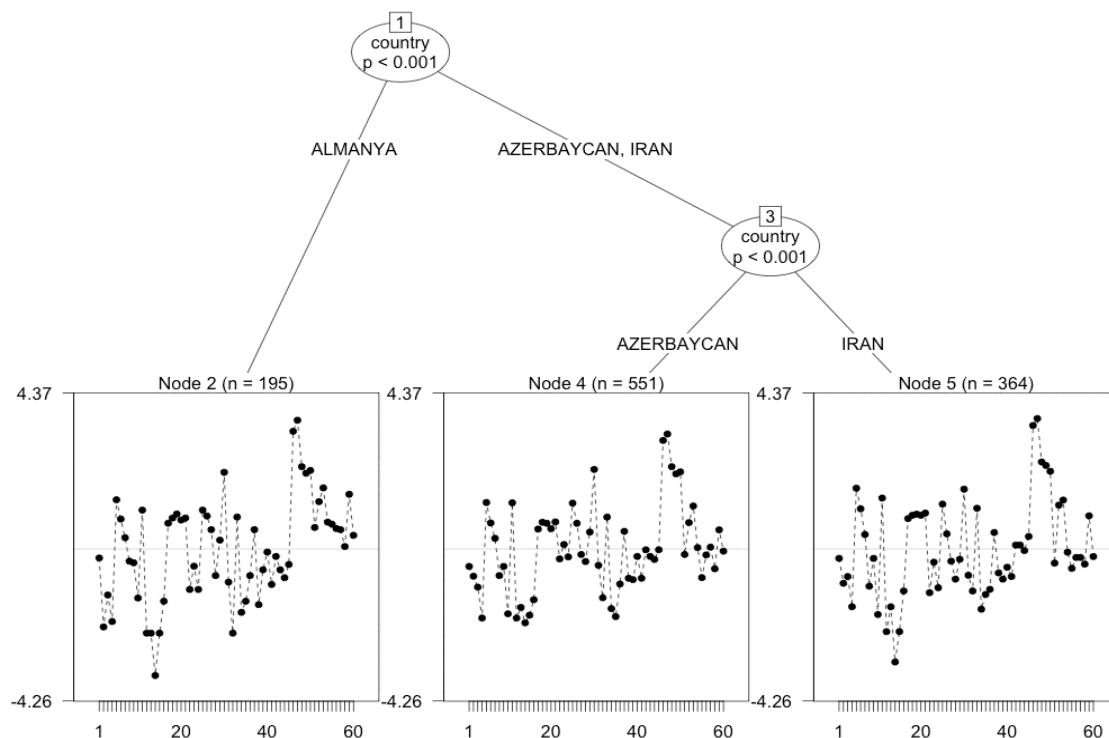 1
country
p < 0.001
ALMANYA
AZERBAYCAN, IRAN
3
country
p < 0.001
AZERBAYCAN
IRAN
Node 2 (n = 195)
4.37
-4.26
1 20 40 60
Node 4 (n = 551)
4.37
-4.26
1 20 40 60
Node 5 (n = 364)
4.37
-4.26
1 20 40 60